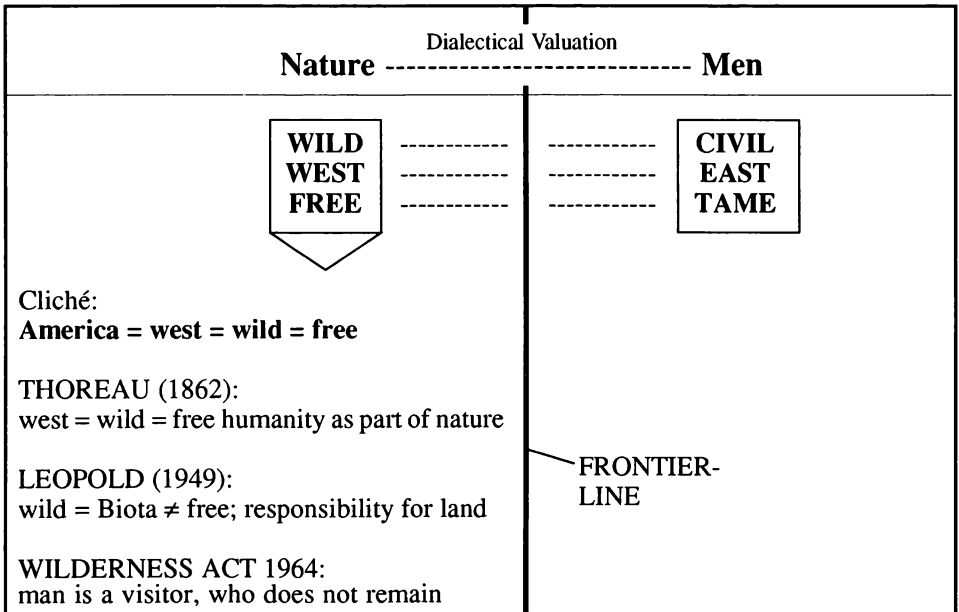 Dialectical Valuation
Nature ---------------------------------- Men
WILD ----------- ----------- CIVIL
WEST ----------- ----------- EAST
FREE ----------- ----------- TAME
Cliché:
America = west = wild = free
THOREAU (1862):
west = wild = free humanity as part of nature
LEOPOLD (1949):
wild = Biota ≠ free; responsibility for land
FRONTIER-
LINE
WILDERNESS ACT 1964:
man is a visitor, who does not remain